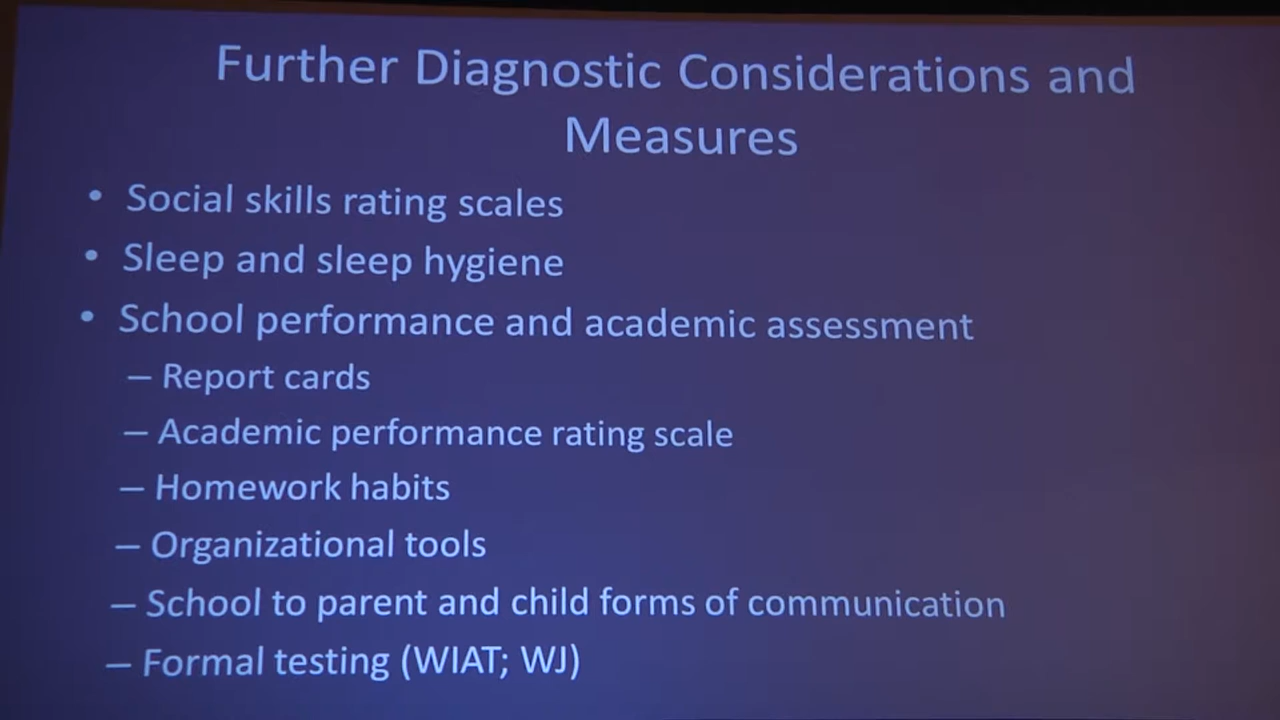 Further Diagnostic Considerations and
Measures
• Social skills rating scales
• Sleep and sleep hygiene
• School performance and academic assessment
– Report cards
– Academic performance rating scale
– Homework habits
– Organizational tools
– School to parent and child forms of communication
– Formal testing (WIAT; WJ)